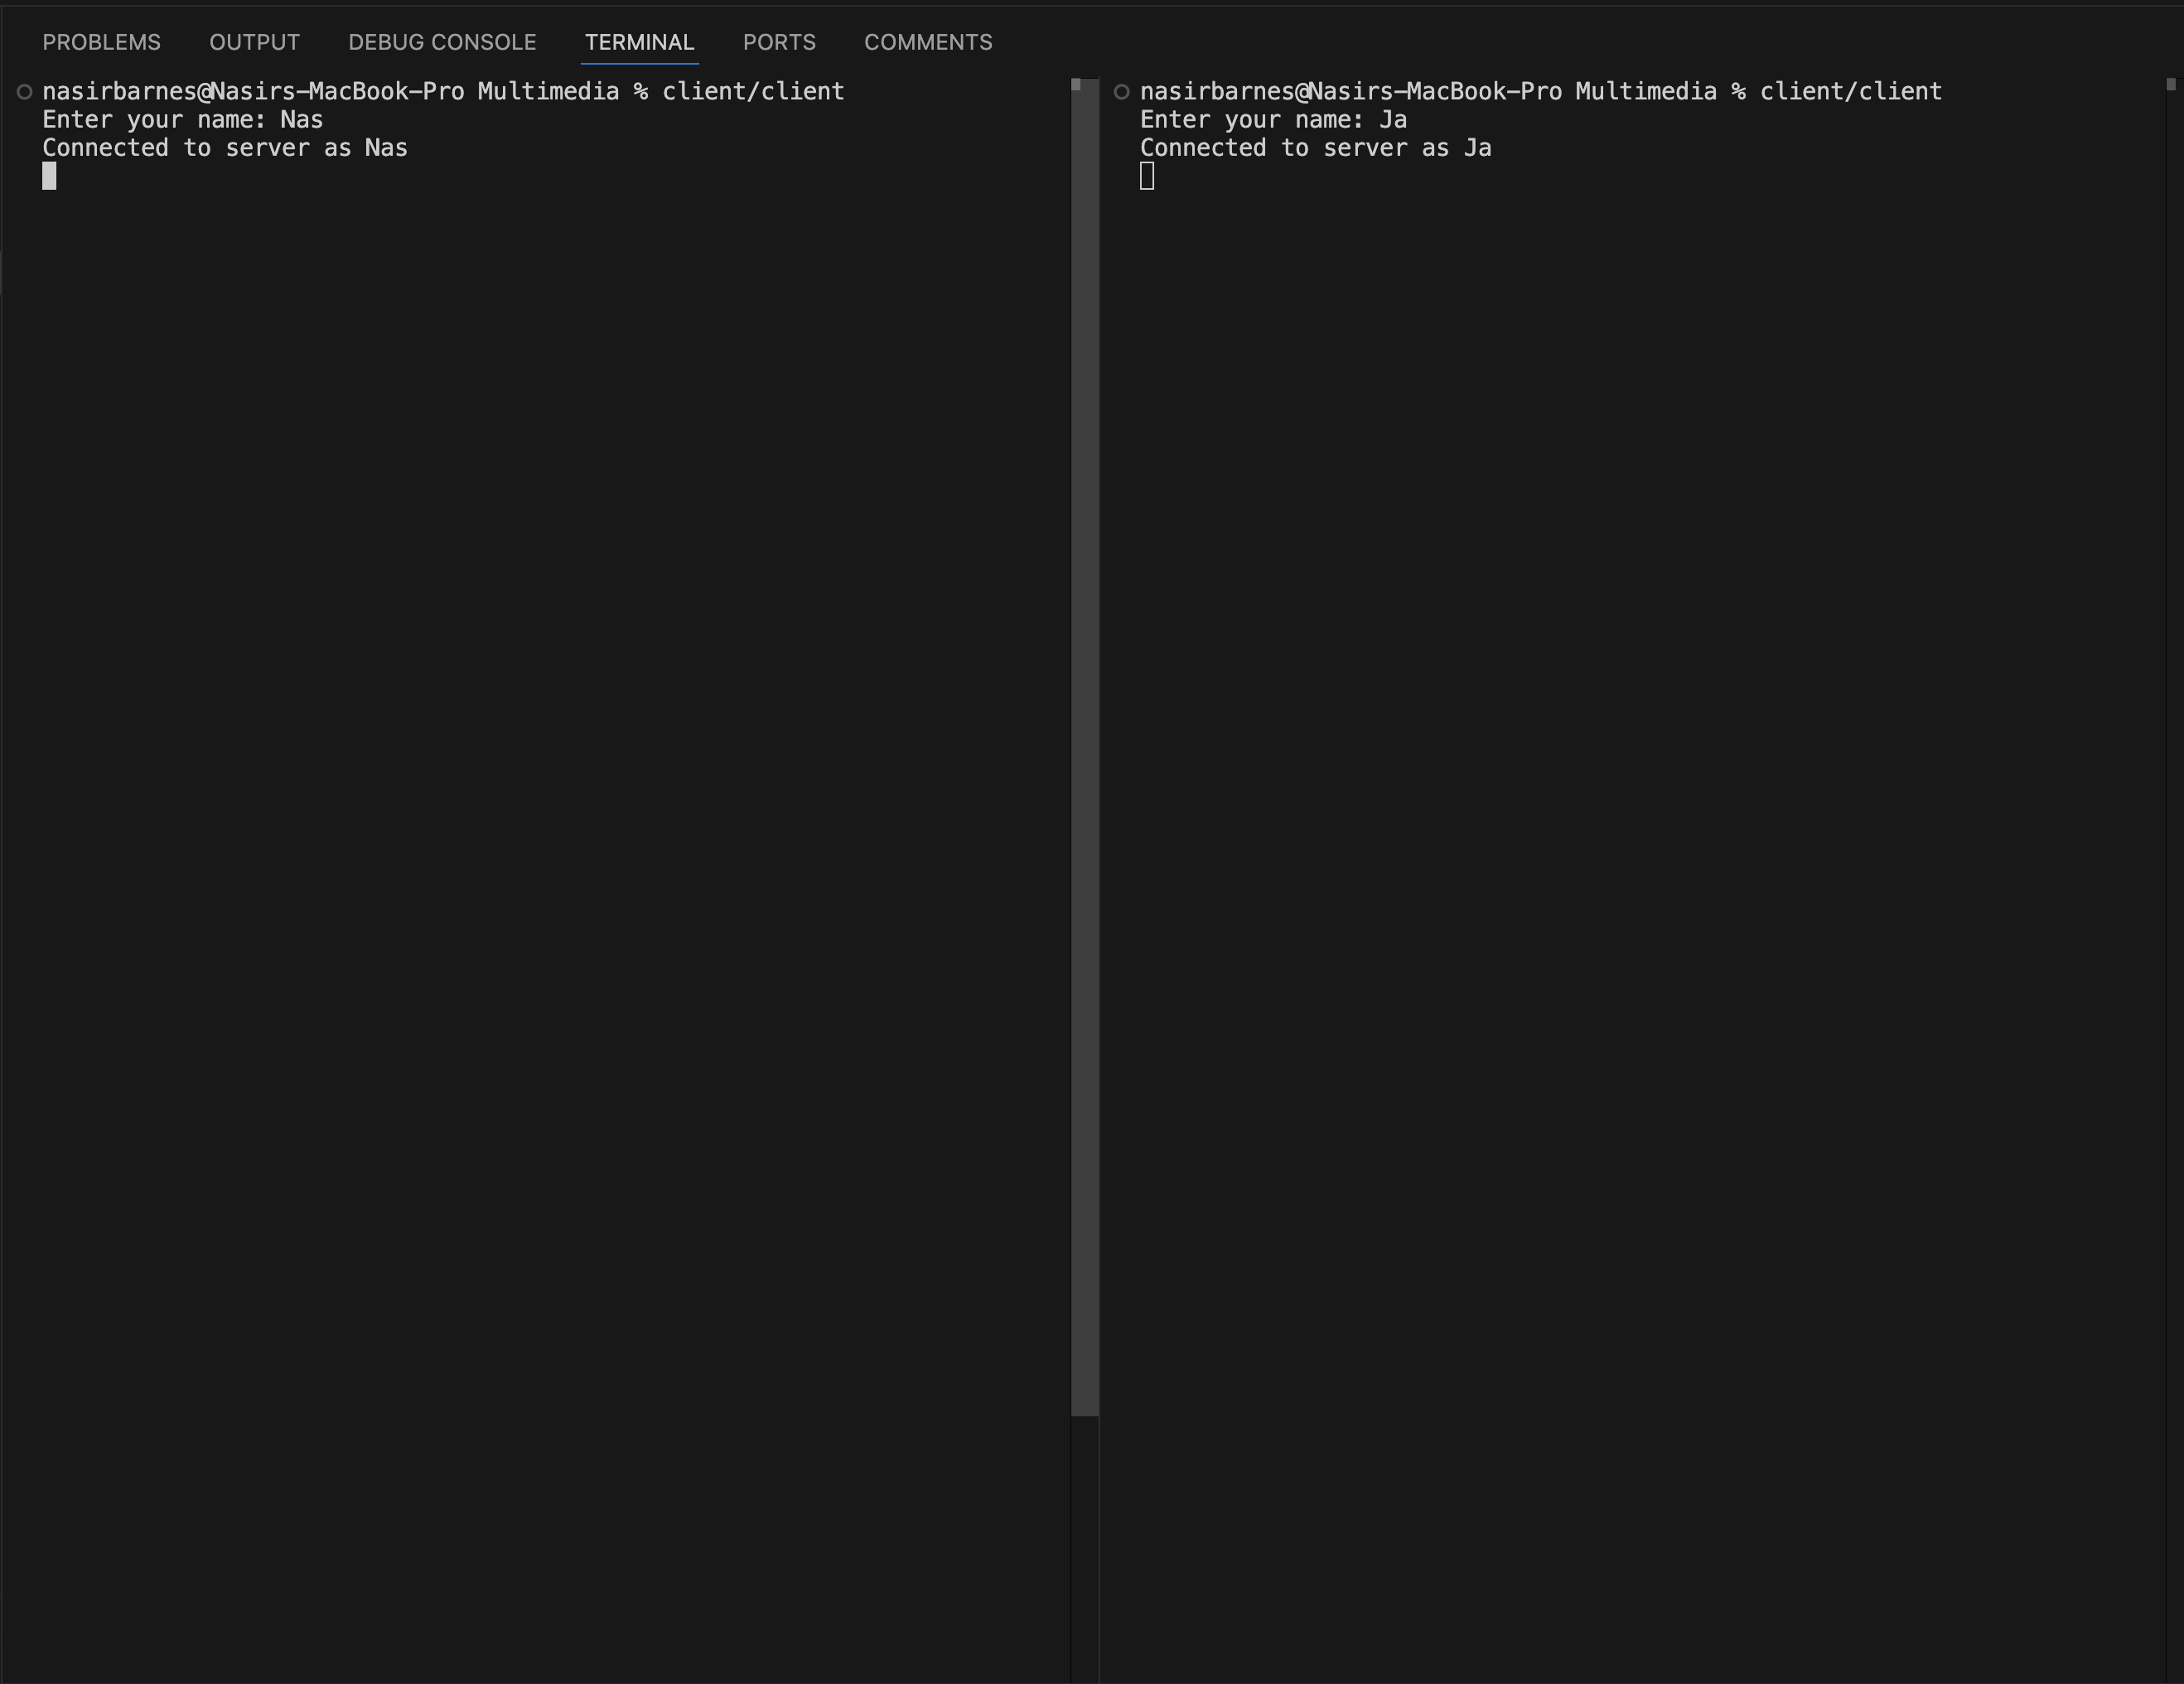 PROBLEMS OUTPUT DEBUG CONSOLE TERMINAL PORTS COMMENTS
nasirbarnes@Nasirs-MacBook-Pro Multimedia % client/client
Enter your name: Nas
Connected to server as Nas
nasirbarnes@Nasirs-MacBook-Pro Multimedia % client/client
Enter your name: Ja
Connected to server as Ja